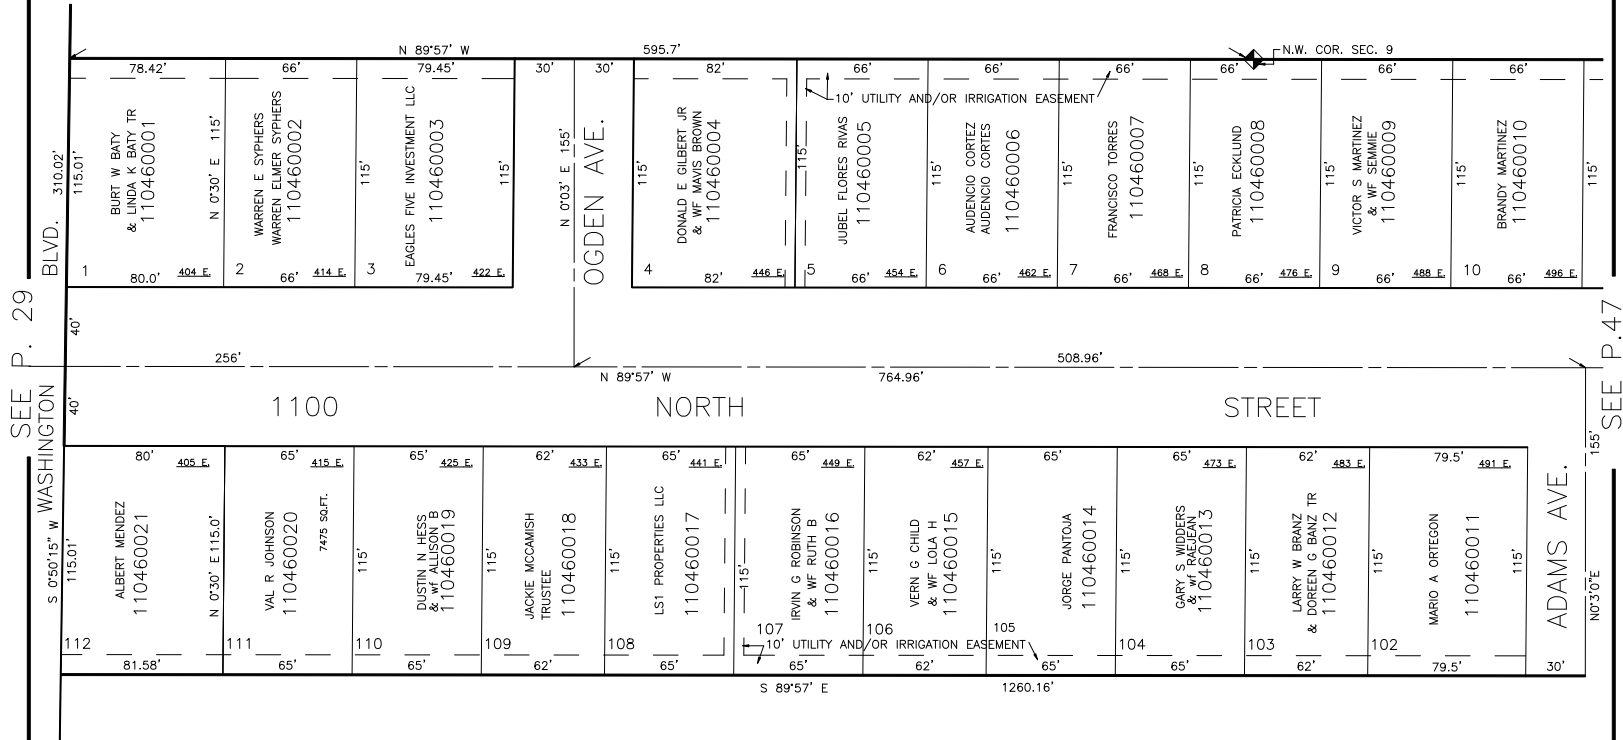 N 89°57' W 595.7'
N.W. COR. SEC. 9
78.42' 66' 79.45' 30' 30' 82' 66' 66' 66' 66' 66' 66'
10' UTILITY AND/OR IRRIGATION EASEMENT
SEE P. 29
WASHINGTON BLVD.
310.02'
115.01'
BURT W BATY
& LINDA K BATY TR
110460001
N 0°30' E 115'
WARREN E SYPHERS
WARREN ELMER SYPHERS
110460002
115'
EAGLES FIVE INVESTMENT LLC
110460003
115'
N 0°03' E 155'
OGDEN AVE.
115'
DONALD E GILBERT JR
& WF MAVIS BROWN
110460004
115'
JUBEL FLORES RIVAS
110460005
115'
AUDENCIO CORTEZ
AUDENCIO CORTES
110460006
115'
FRANCISCO TORRES
110460007
115'
PATRICIA ECKLUND
110460008
115'
VICTOR S MARTINEZ
& WF SEMMIE
110460009
115'
BRANDY MARTINEZ
110460010
115'
1 404 E. 2 414 E. 3 422 E. 4 446 E. 5 454 E. 6 462 E. 7 468 E. 8 476 E. 9 488 E. 10 496 E.
80.0' 66' 79.45' 82' 66' 66' 66' 66' 66' 66'
40'
256' 508.96'
N 89°57' W 764.96'
40'
1100 NORTH STREET
SEE P.47
80' 65' 65' 62' 65' 65' 62' 65' 65' 62' 79.5'
405 E. 415 E. 425 E. 433 E. 441 E. 449 E. 457 E. 473 E. 483 E. 491 E.
S 0°50'15" W
115.01'
ALBERT MENDEZ
110460021
N 0°30' E 115.0'
VAL R JOHNSON
110460020
7475 SQ.FT.
115'
DUSTIN N HESS
& wf ALLISON B
110460019
115'
JACKIE MCCAMISH
TRUSTEE
110460018
115'
LS1 PROPERTIES LLC
110460017
115'
IRVIN G ROBINSON
& WF RUTH B
110460016
115'
VERN G CHILD
& WF LOLA H
110460015
115'
JORGE PANTOJA
110460014
115'
GARY S WIDDERS
& wf RAEJEAN
110460013
115'
LARRY W BRANZ
& DOREEN G BANZ TR
110460012
115'
MARIO A ORTEGON
110460011
115'
ADAMS AVE.
155'
N0°3'0"E
112 111 110 109 108 107 106 105 104 103 102
10' UTILITY AND/OR IRRIGATION EASEMENT
81.58' 65' 65' 62' 65' 65' 62' 65' 65' 62' 79.5' 30'
S 89°57' E 1260.16'